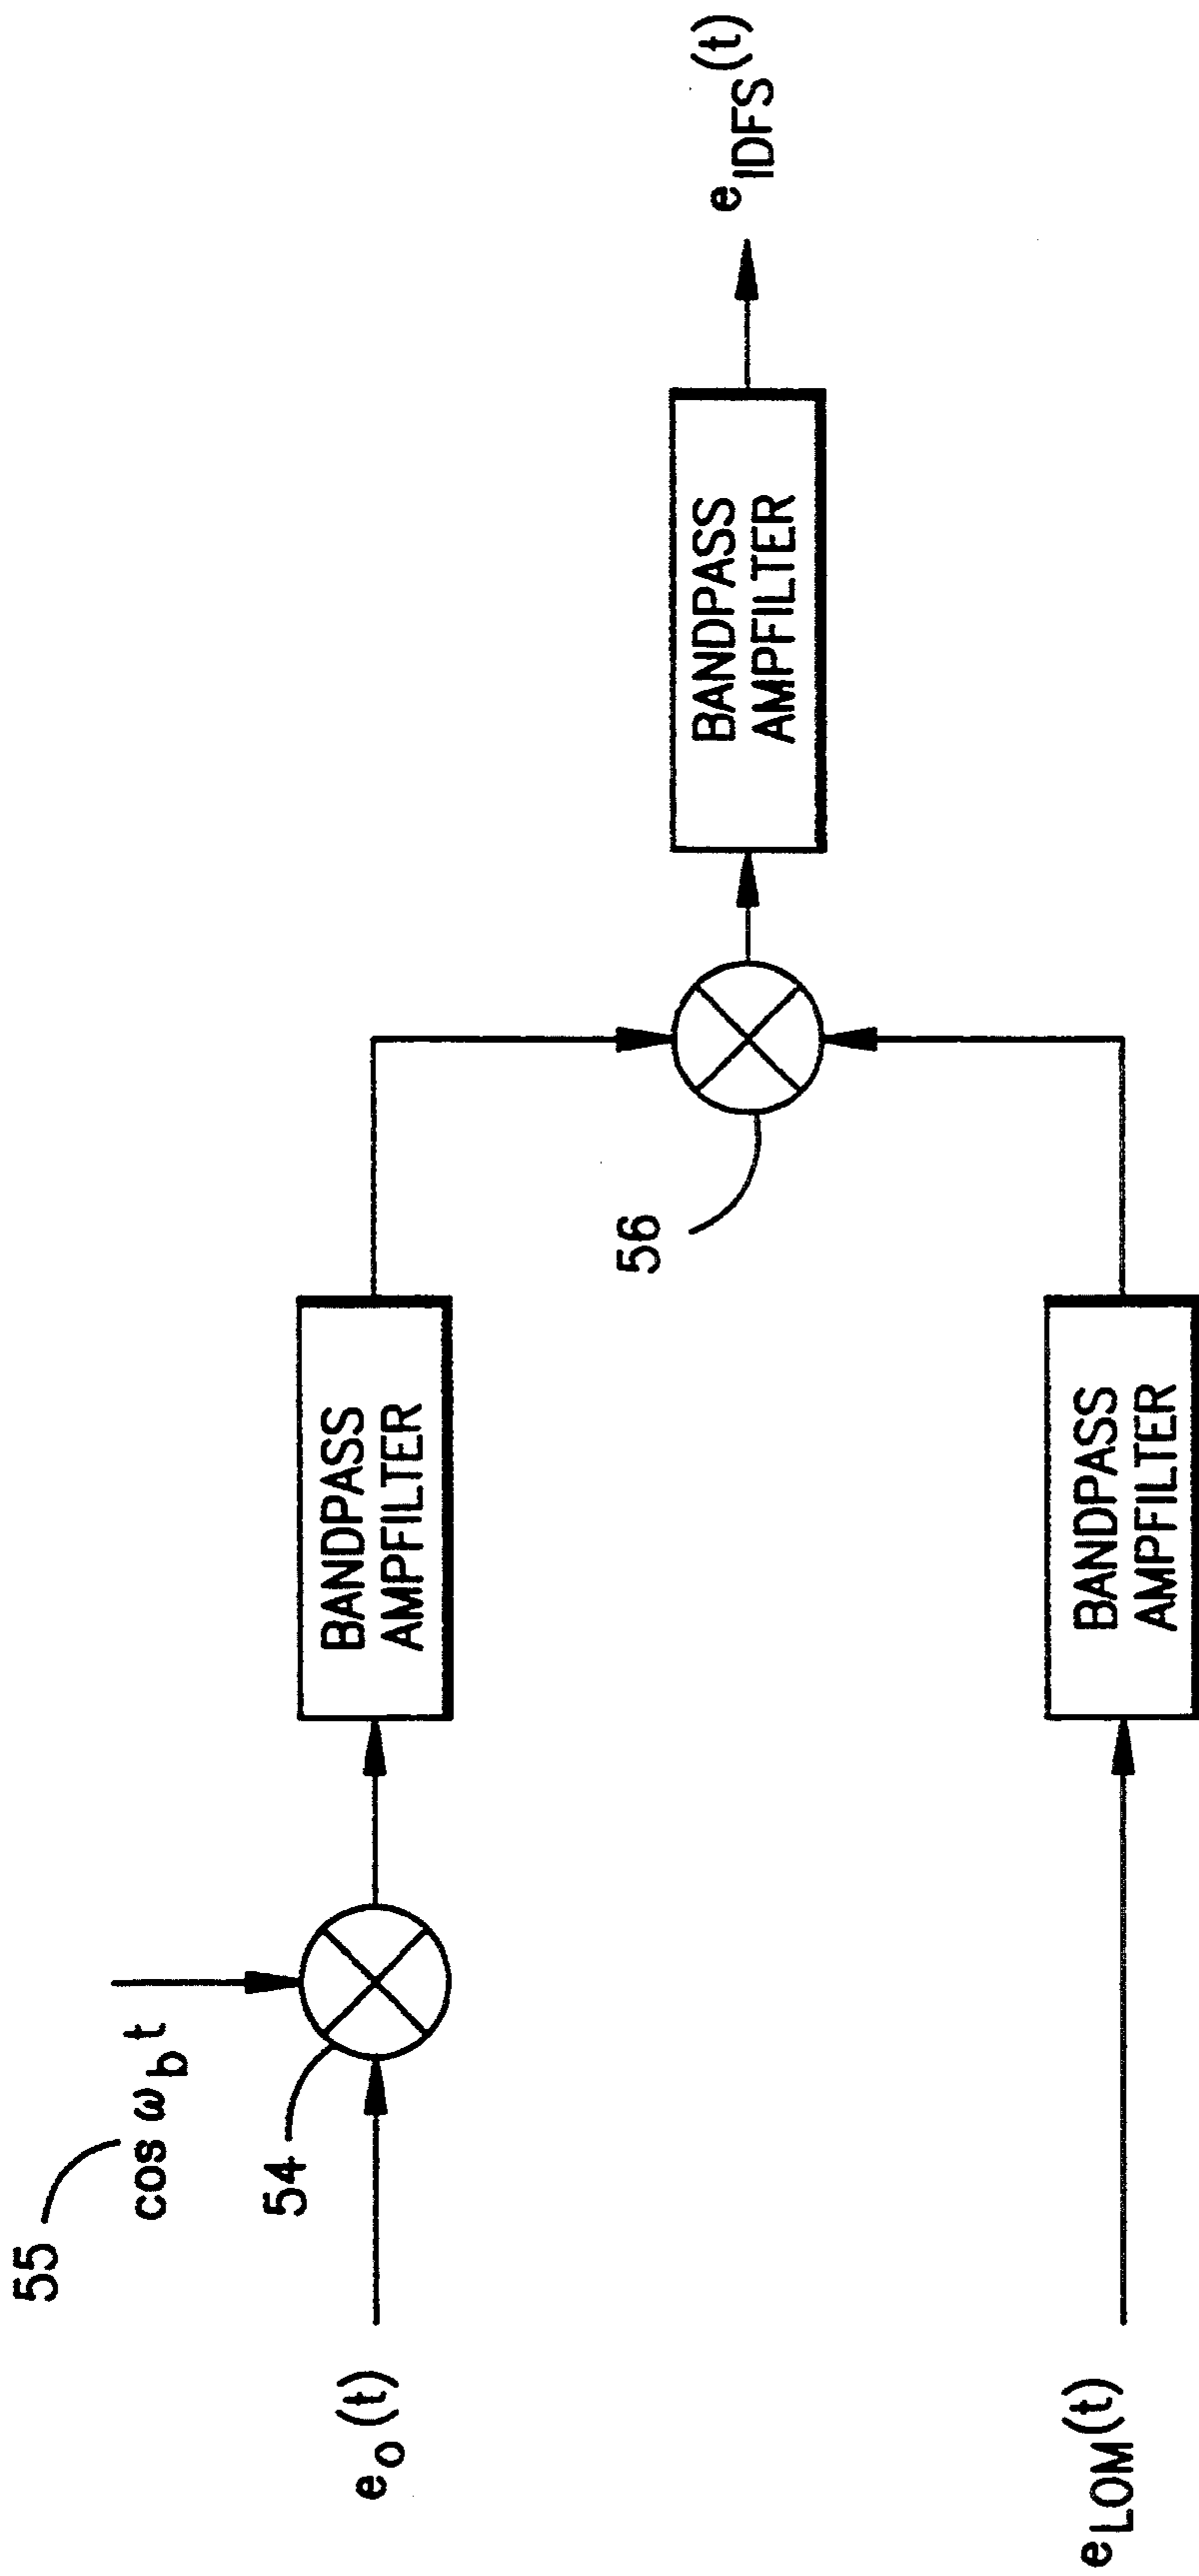 55
cos ω_b t
54
e_o(t)
BANDPASS
AMPFILTER
56
BANDPASS
AMPFILTER
e_IDFS(t)
e_LOM(t)
BANDPASS
AMPFILTER